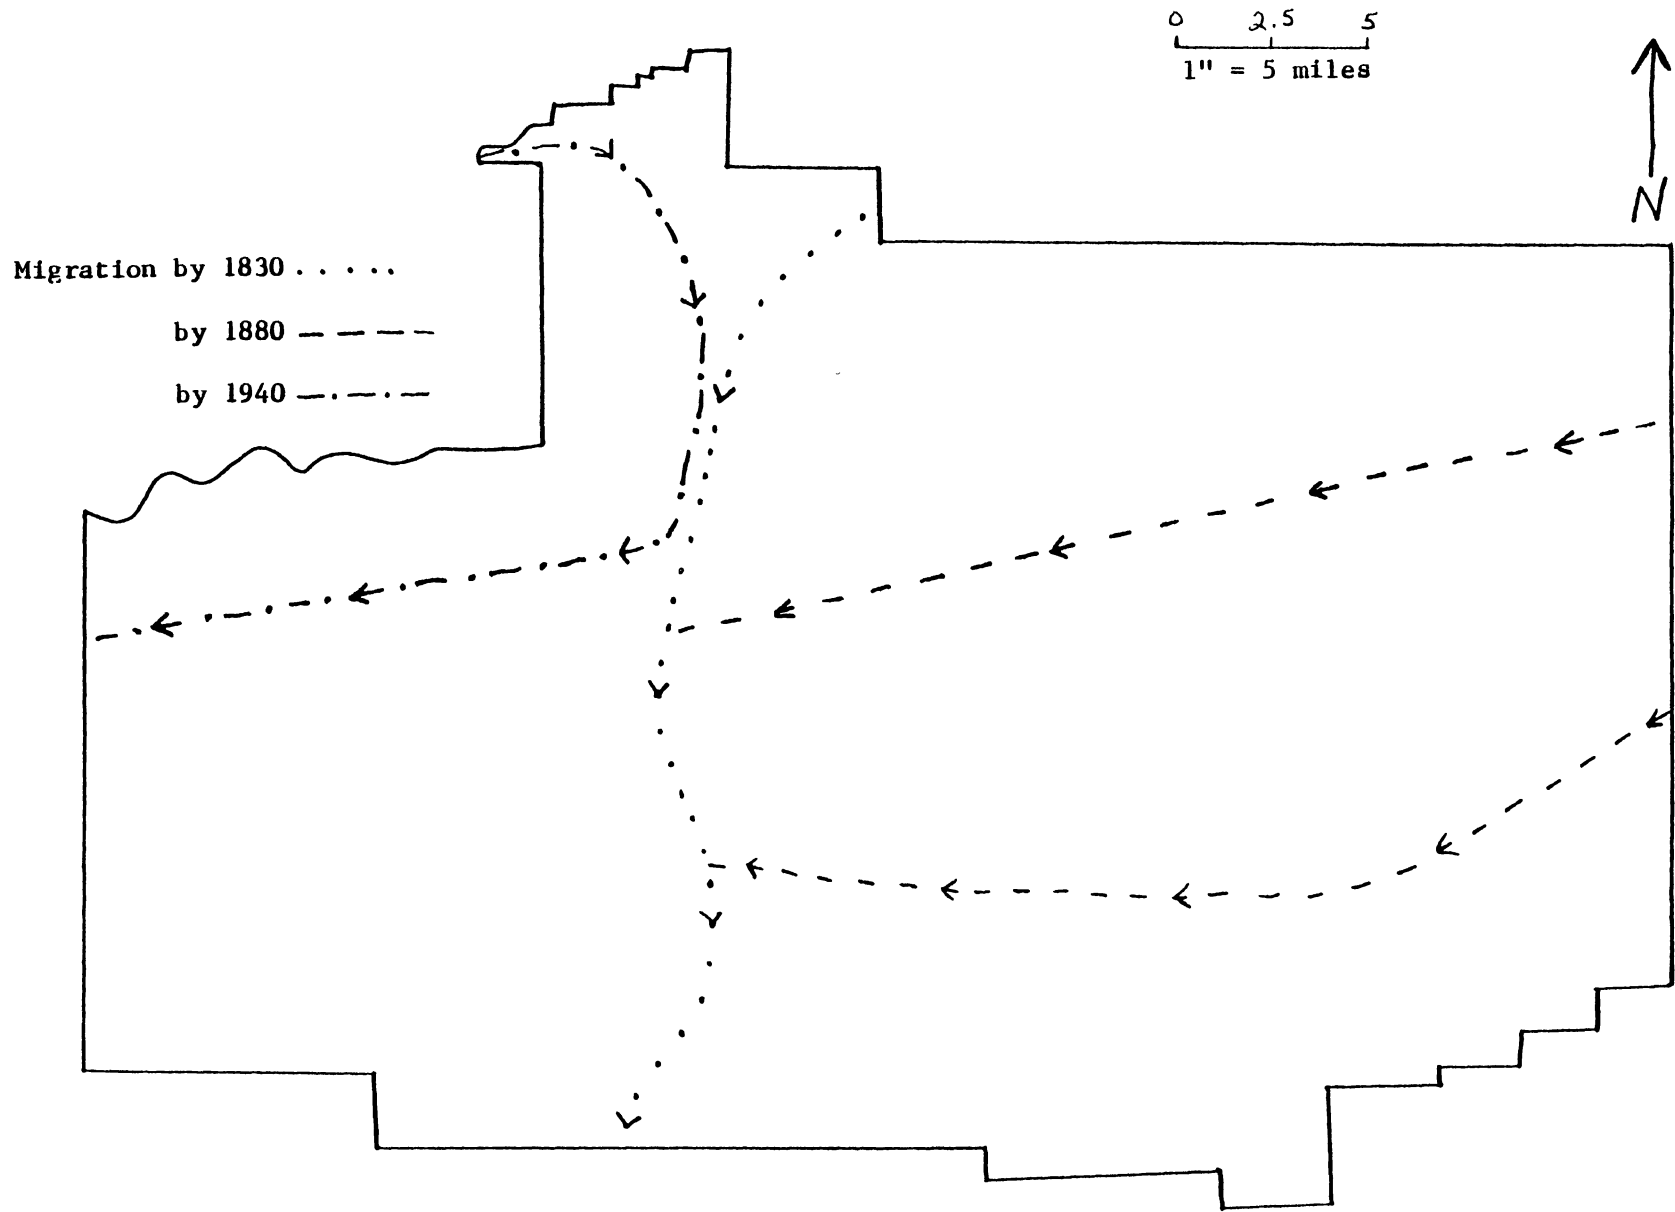 0 2.5 5
1" = 5 miles
N
Migration by 1830 . . . . .
by 1880 — — — —
by 1940 — . — . —